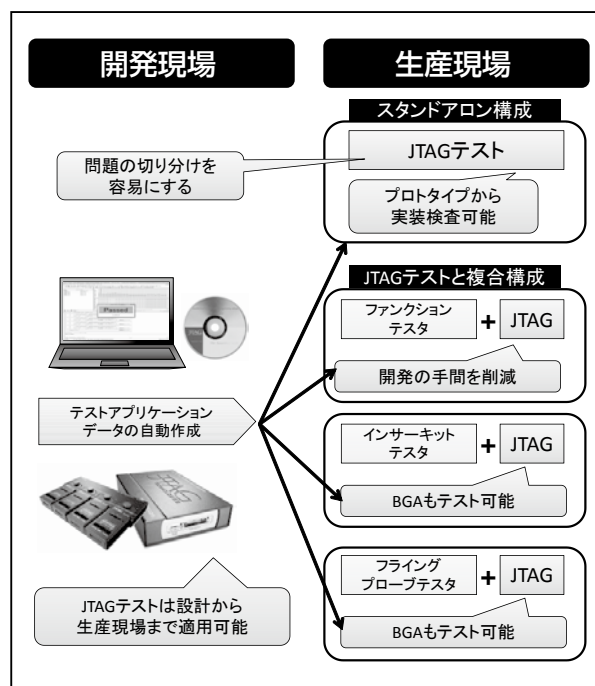 開発現場
生産現場
スタンドアロン構成
JTAGテスト
問題の切り分けを
容易にする
プロトタイプから
実装検査可能
JTAGテストと複合構成
ファンクション
テスタ
+
JTAG
開発の手間を削減
Passed
テストアプリケーション
データの自動作成
インサーキット
テスタ
+
JTAG
BGAもテスト可能
JTAG
フライング
プローブテスタ
+
JTAG
BGAもテスト可能
JTAGテストは設計から
生産現場まで適用可能